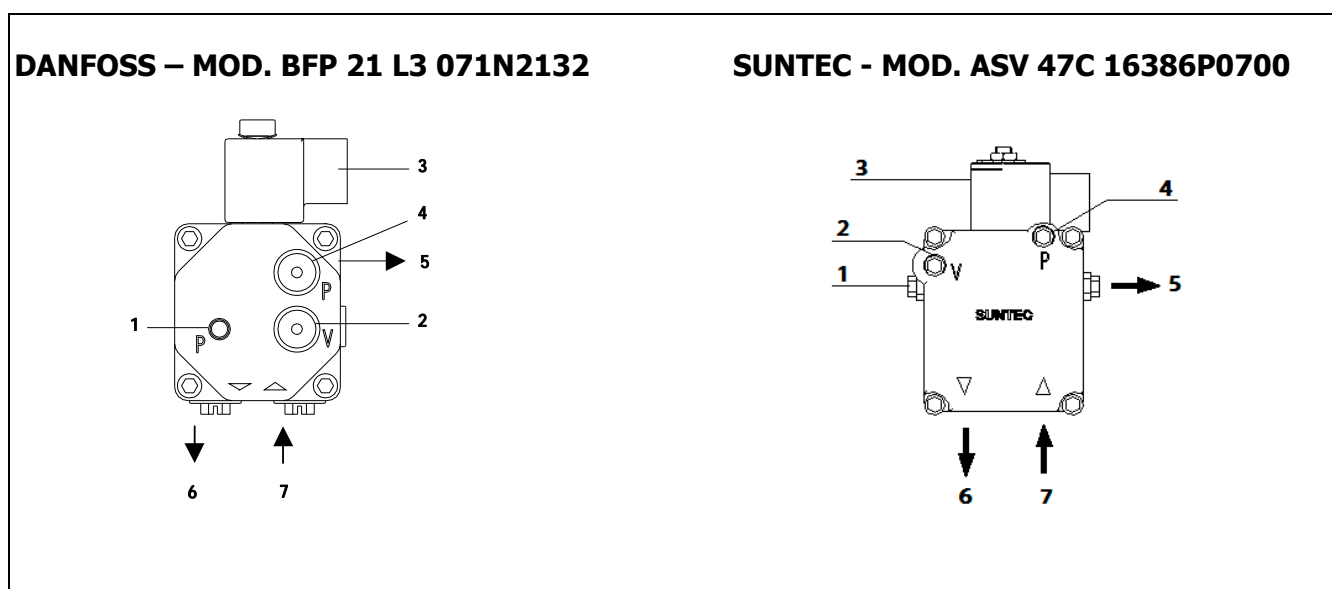 DANFOSS – MOD. BFP 21 L3 071N2132
SUNTEC - MOD. ASV 47C 16386P0700
3
4
5
P
1
P
2
V
6
7
3
4
2
V
P
1
5
SUNTEC
6
7